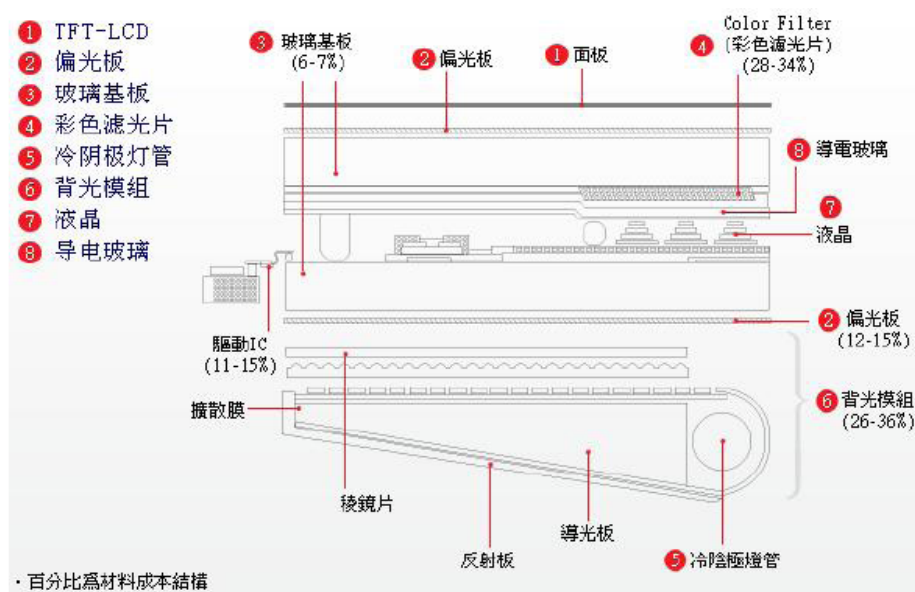 1 TFT-LCD
2 偏光板
3 玻璃基板
4 彩色滤光片
5 冷阴极灯管
6 背光模组
7 液晶
8 导电玻璃
3 玻璃基板
(6-7%)
2 偏光板
1 面板
Color Filter
4 (彩色濾光片)
(28-34%)
8 導電玻璃
7
液晶
驅動IC
(11-15%)
2 偏光板
(12-15%)
6 背光模組
(26-36%)
擴散膜
稜鏡片
反射板
導光板
5 冷陰極燈管
·百分比爲材料成本結構